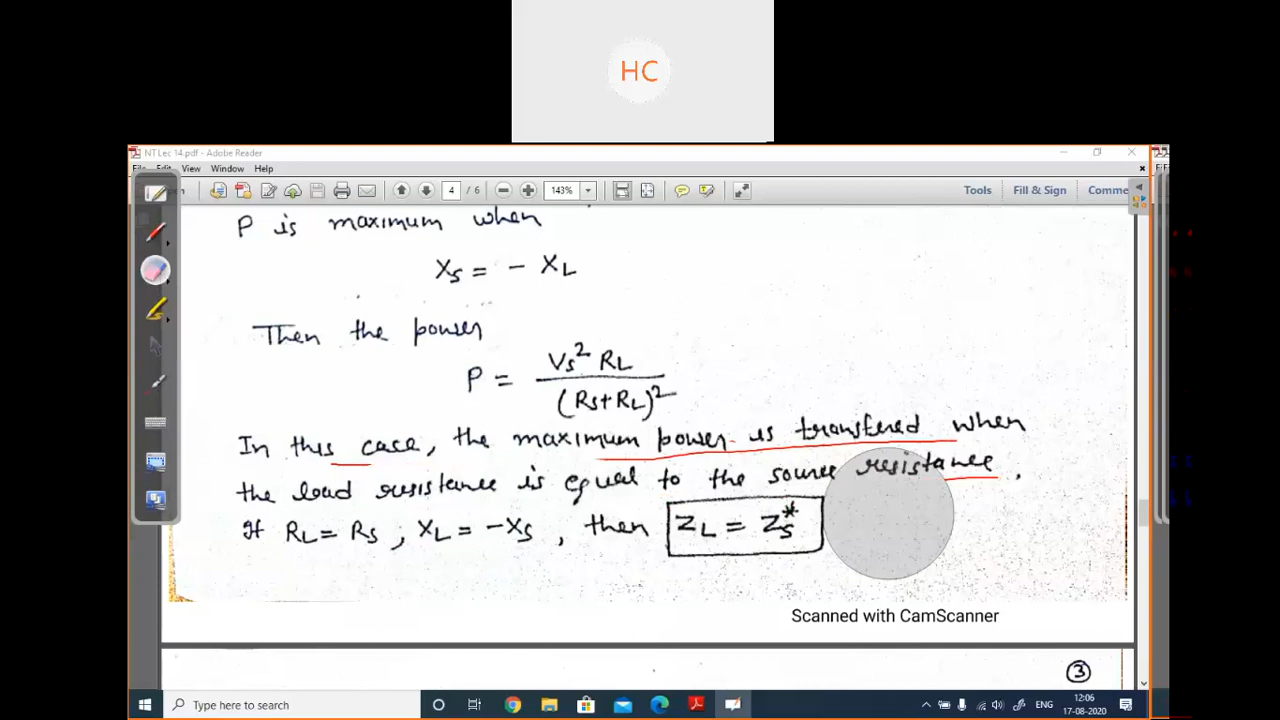 HC
NT Lec 14.pdf - Adobe Reader
File Edit View Window Help
4 / 6 143% Tools Fill & Sign Comme
P is maximum when
Xs = - XL
Then the power
P = Vs² RL / (Rs+RL)²
In this case, the maximum power is transfered when
the load resistance is equal to the source resistance.
If RL = Rs, XL = -Xs, then ZL = Zs*
Scanned with CamScanner
3
Type here to search
ENG
12:06
17-08-2020